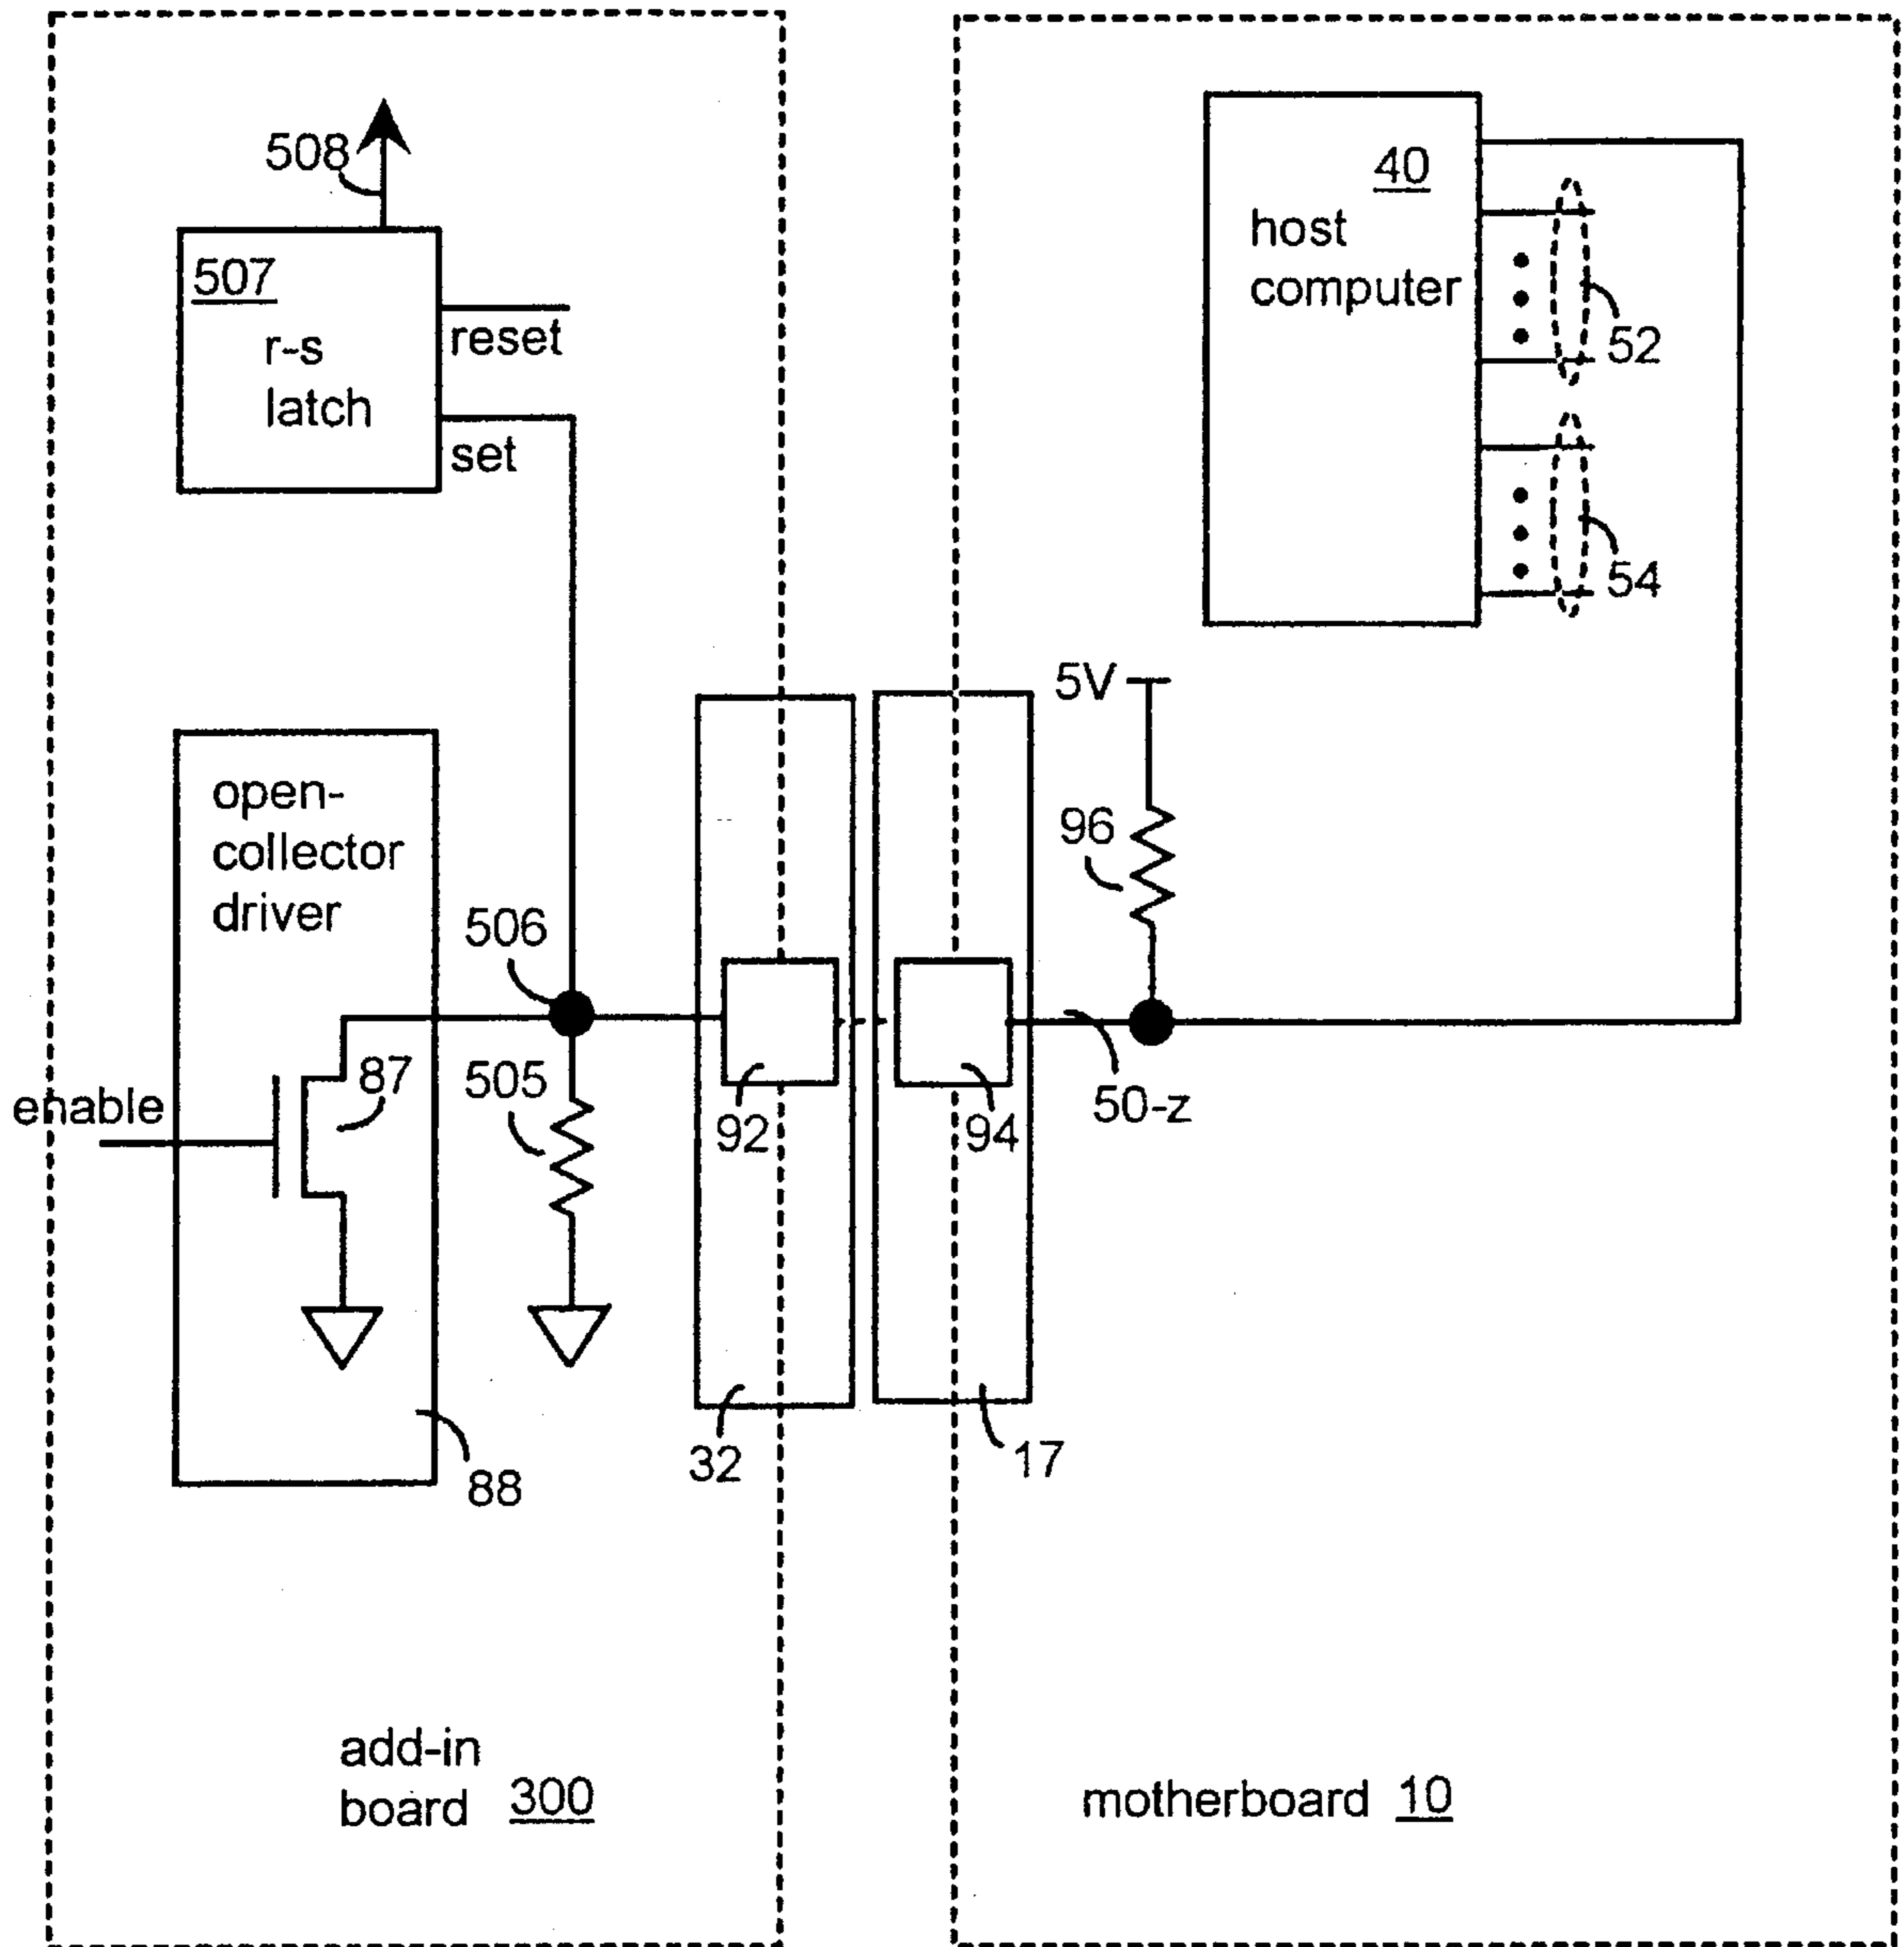 508
507
r-s
latch
reset
set
40
host
computer
52
54
5V
96
open-
collector
driver
506
87
505
enable
92
94
50-z
32
17
88
add-in
board 300
motherboard 10